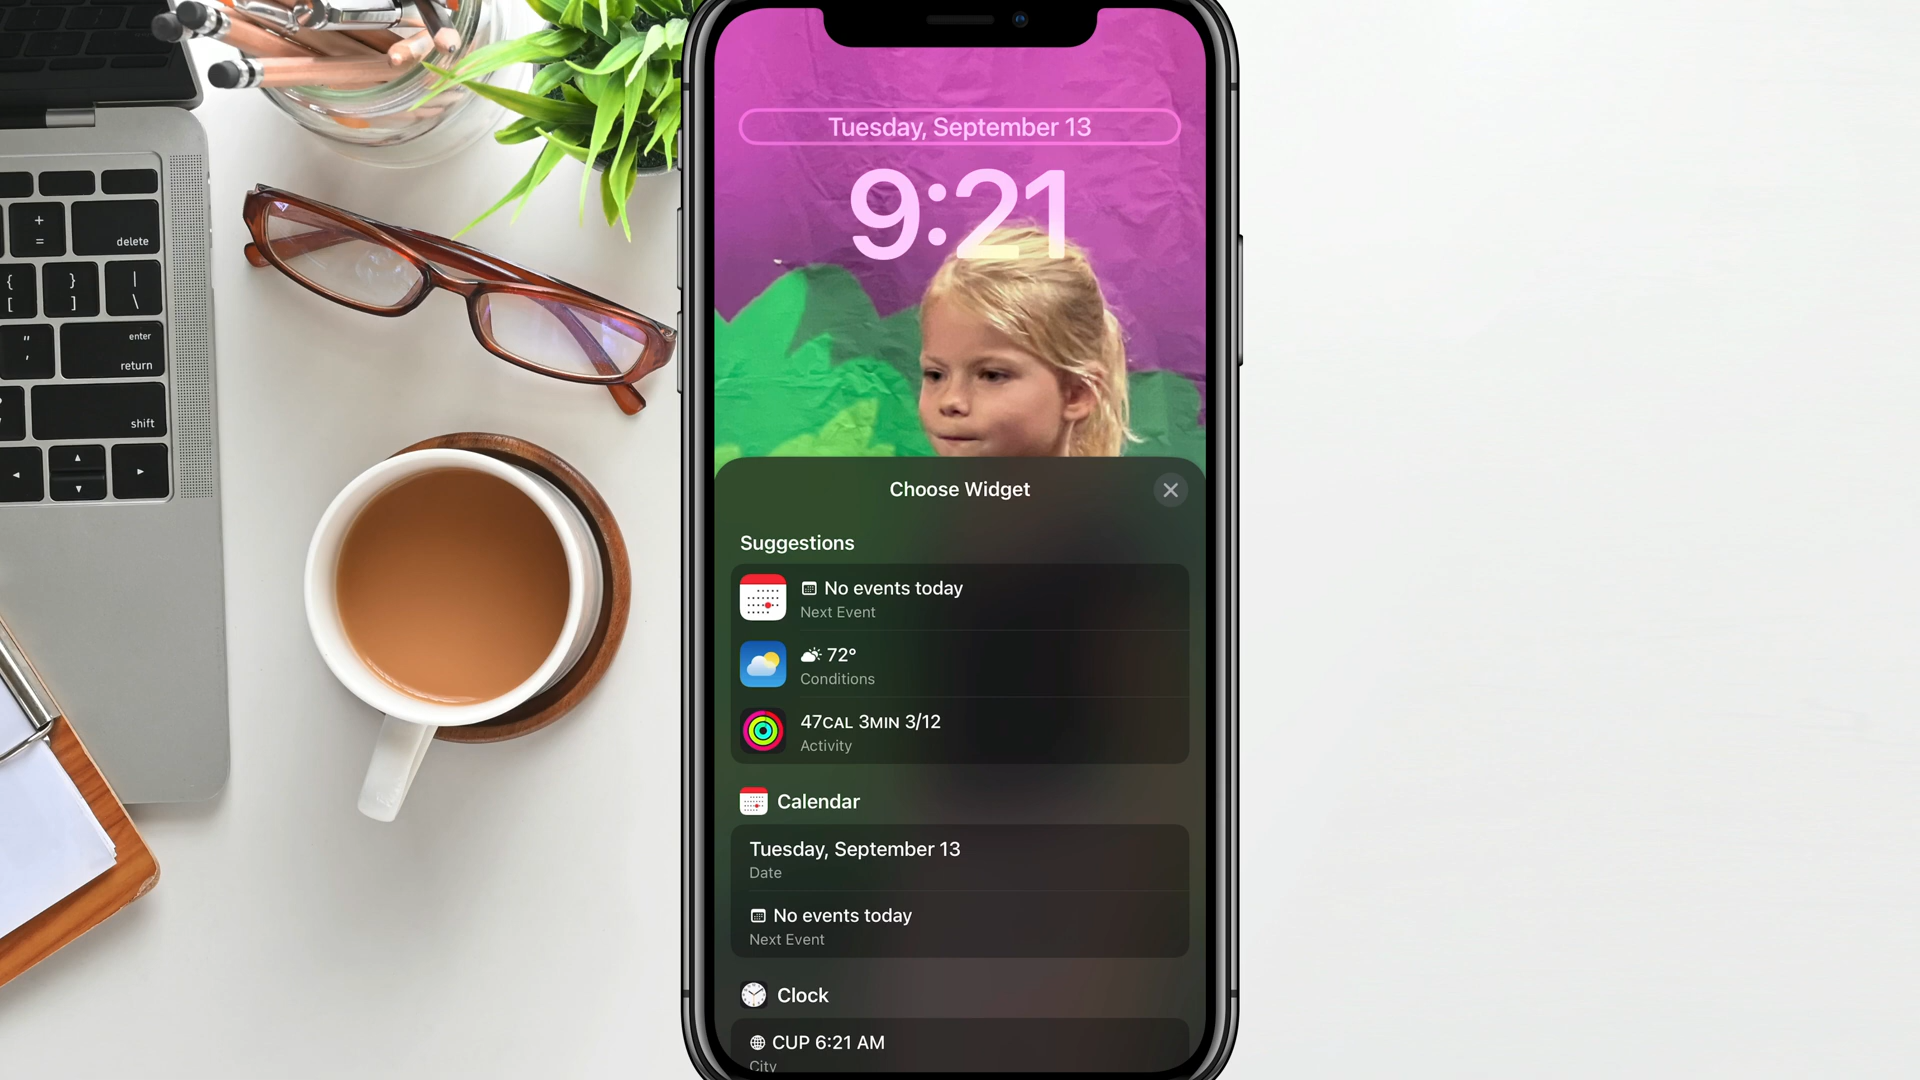 Tuesday, September 13
9:21
Choose Widget
Suggestions
No events today
Next Event
72°
Conditions
47CAL 3MIN 3/12
Activity
Calendar
Tuesday, September 13
Date
No events today
Next Event
Clock
CUP 6:21 AM
City
+
=
delete
{
[
}
]
|
\
"
'
enter
return
shift